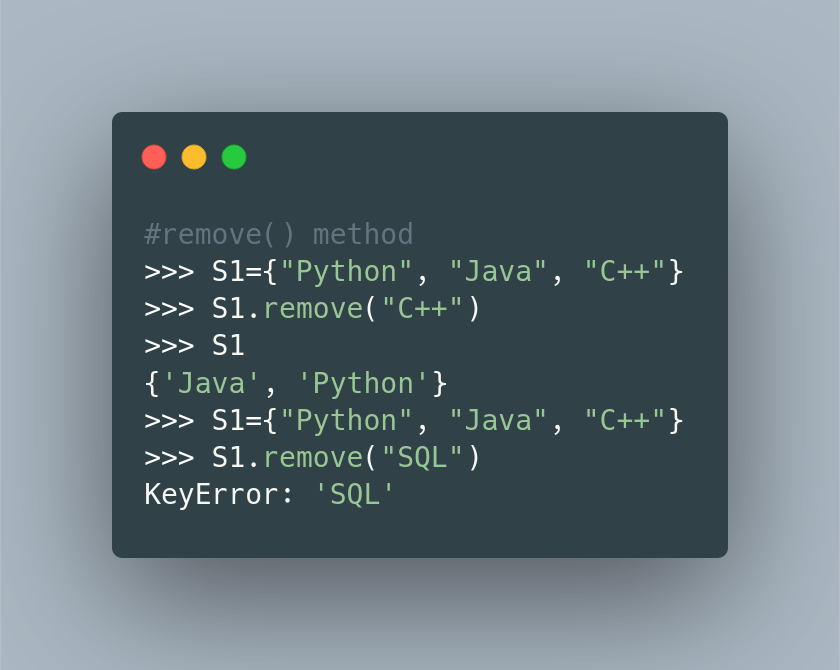 #remove() method
>>> S1={"Python", "Java", "C++"}
>>> S1.remove("C++")
>>> S1
{'Java', 'Python'}
>>> S1={"Python", "Java", "C++"}
>>> S1.remove("SQL")
KeyError: 'SQL'